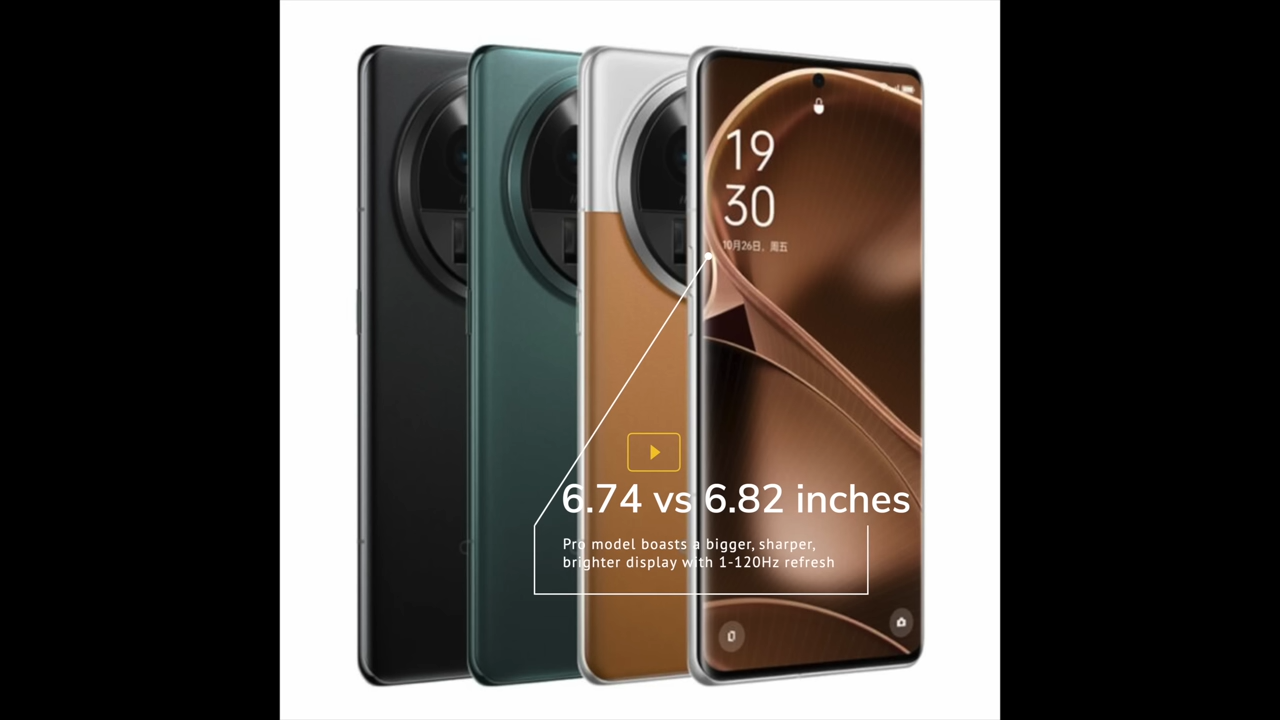 19
30
10月26日，周五
6.74 vs 6.82 inches
Pro model boasts a bigger, sharper,
brighter display with 1-120Hz refresh